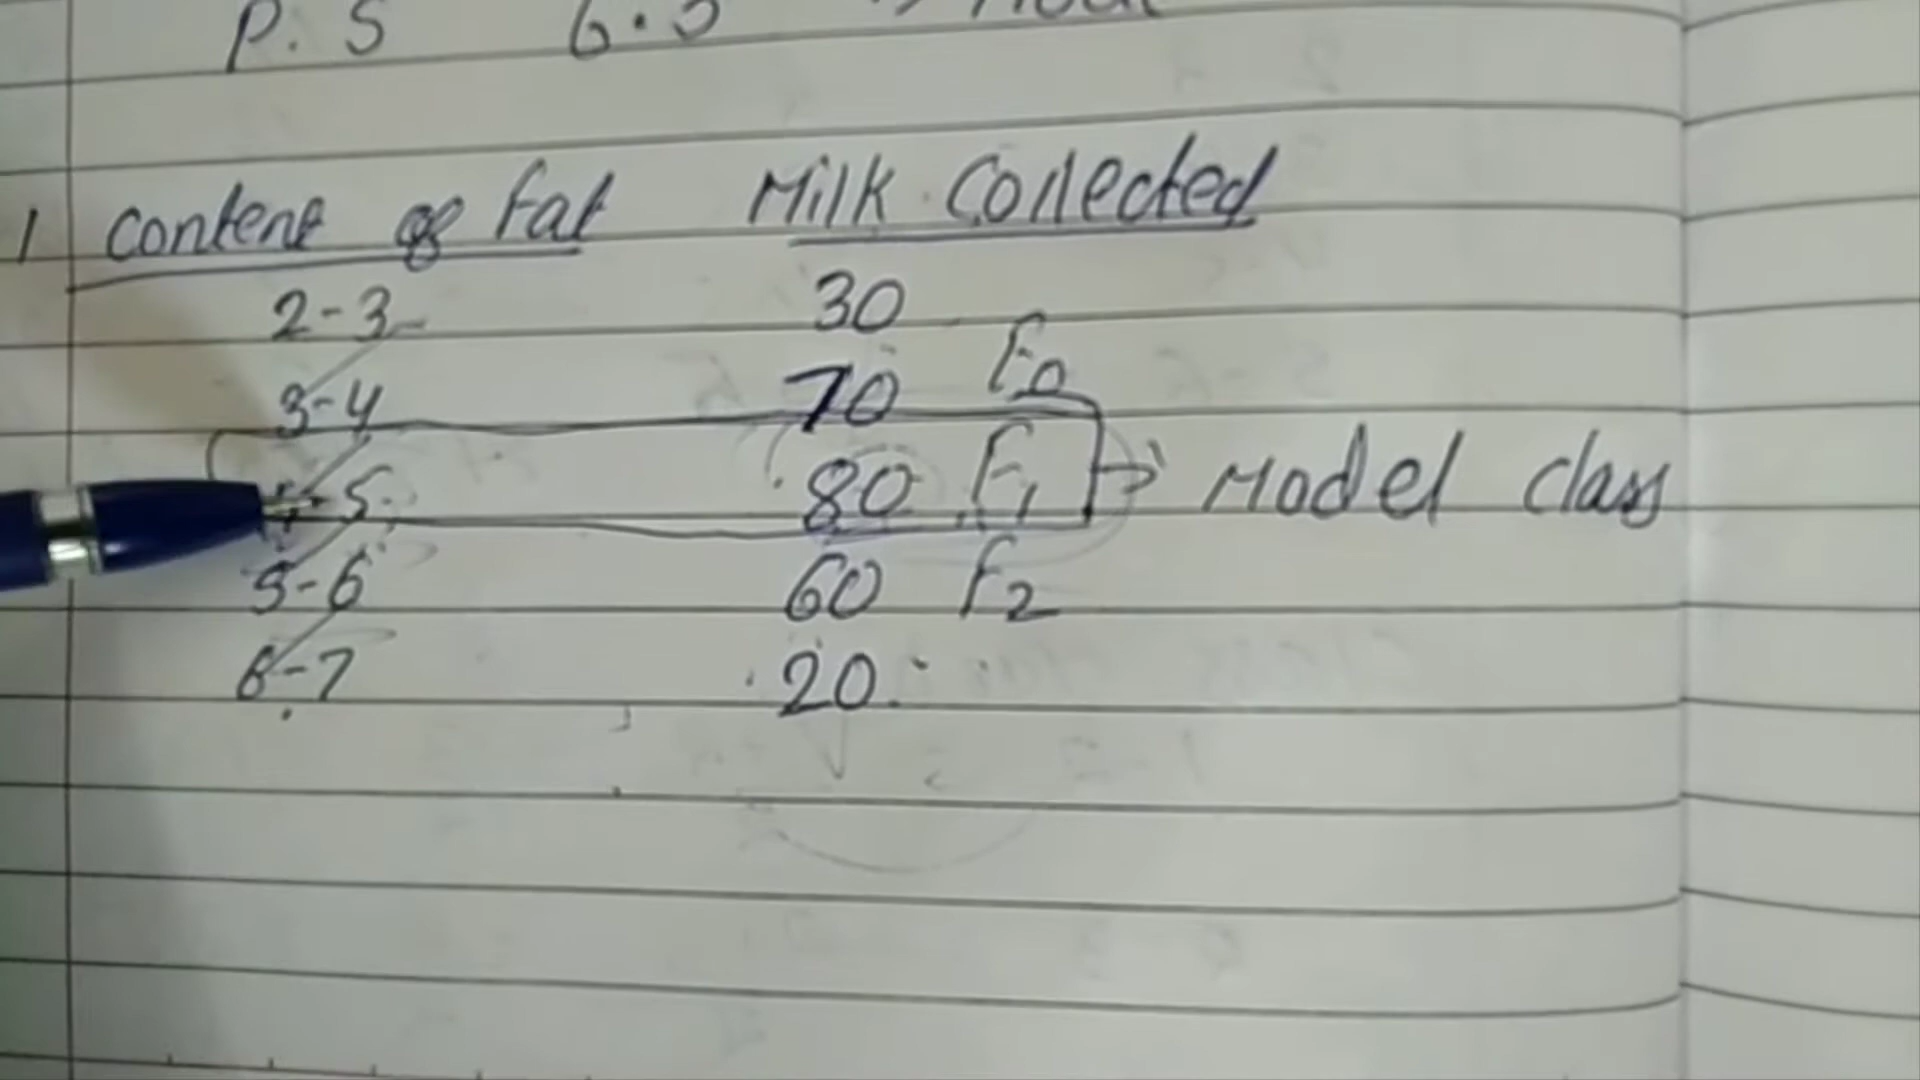 P.S 6.3
1 Content of Fat Milk Collected
2-3 30
3-4 70 F0
4-5 80 F1 → Model class
5-6 60 F2
6-7 20